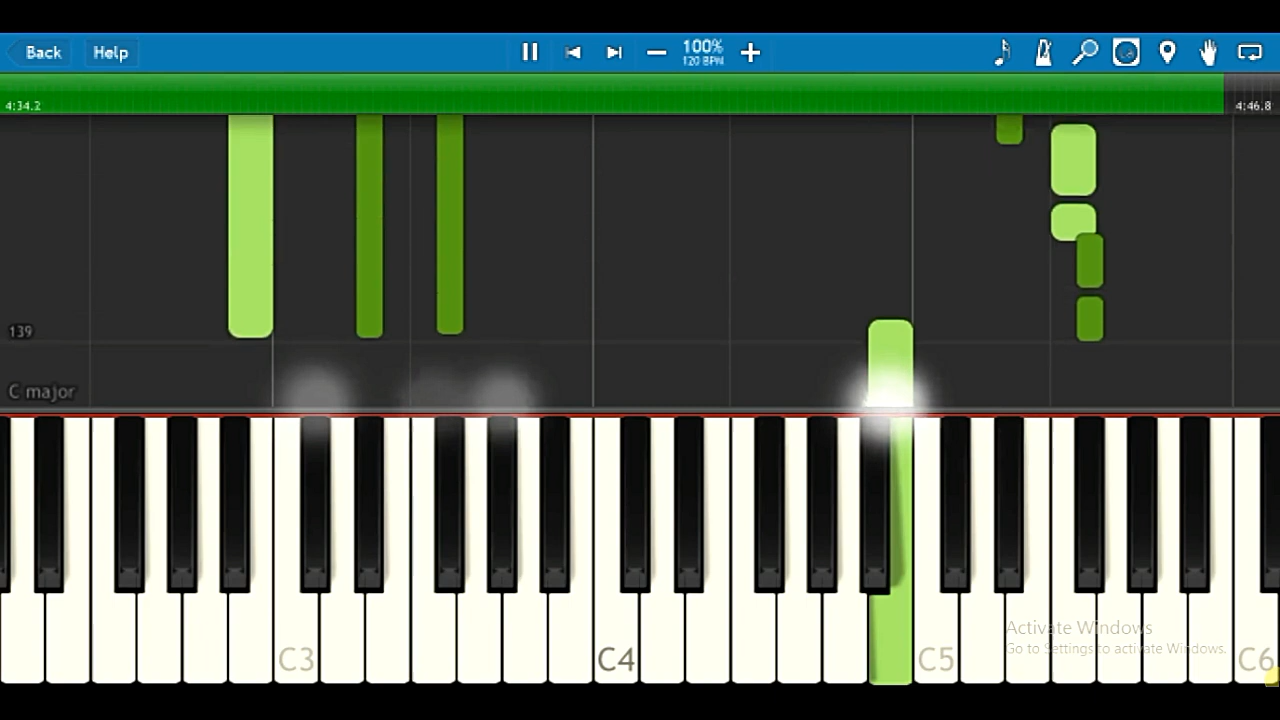 Back Help 100%
120 BPM
4:34.2 4:46.8
139
C major
C3 C4 C5 C6
Activate Windows
Go to Settings to activate Windows.